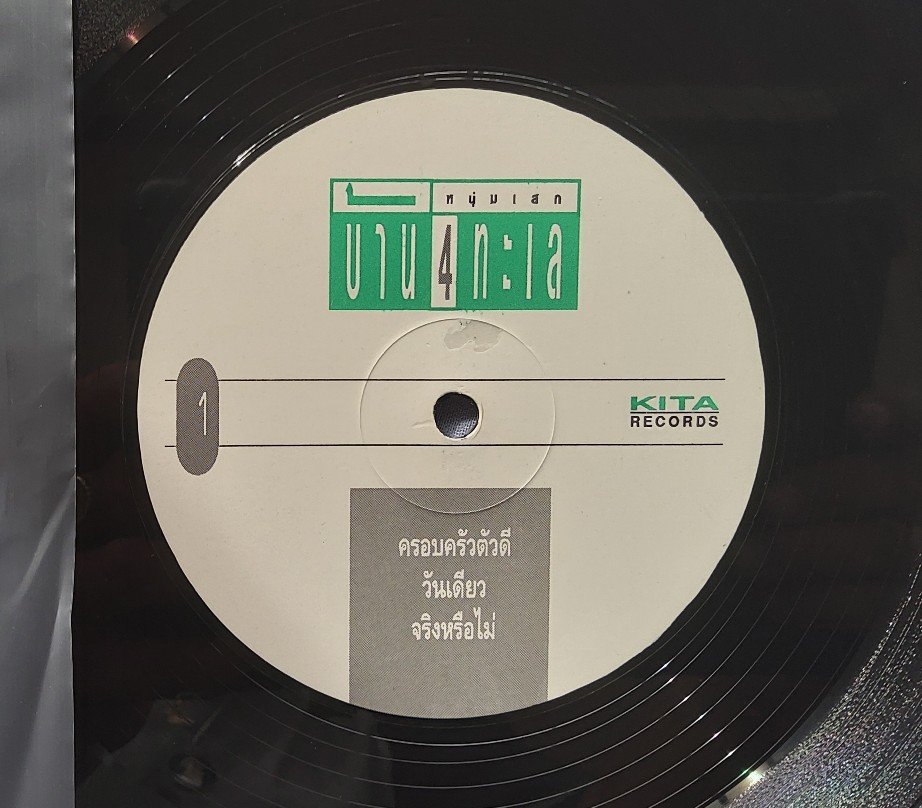 หนุ่มเสก
บาน4ทะเล
1
KITA
RECORDS
ครอบครัวตัวดี
วันเดียว
จริงหรือไม่